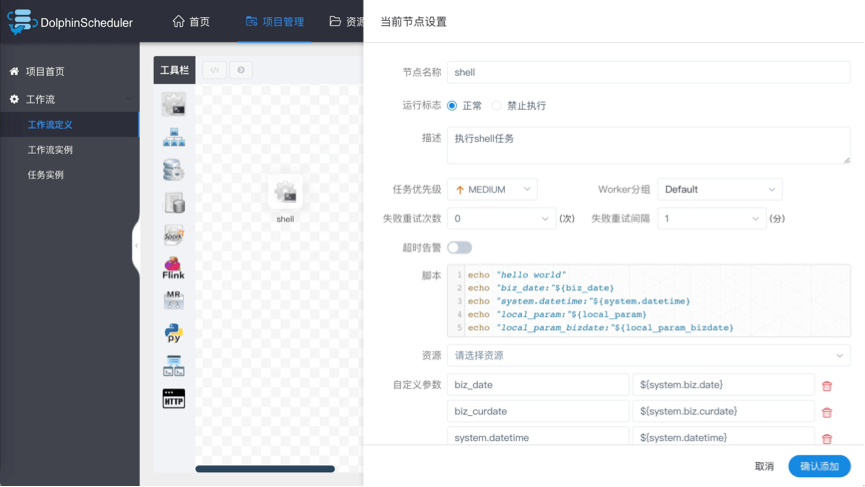 DolphinScheduler
首页
项目管理
资源
当前节点设置
项目首页
工作流
工作流定义
工作流实例
任务实例
工具栏
Spark
Flink
MR
py
HTTP
shell
节点名称 shell
运行标志 正常 禁止执行
描述 执行shell任务
任务优先级 MEDIUM Worker分组 Default
失败重试次数 0 (次) 失败重试间隔 1 (分)
超时告警
脚本
1 echo "hello world"
2 echo "biz_date:"${biz_date}
3 echo "system.datetime:"${system.datetime}
4 echo "local_param:"${local_param}
5 echo "local_param_bizdate:"${local_param_bizdate}
资源 请选择资源
自定义参数 biz_date ${system.biz.date}
biz_curdate ${system.biz.curdate}
system.datetime ${system.datetime}
取消 确认添加